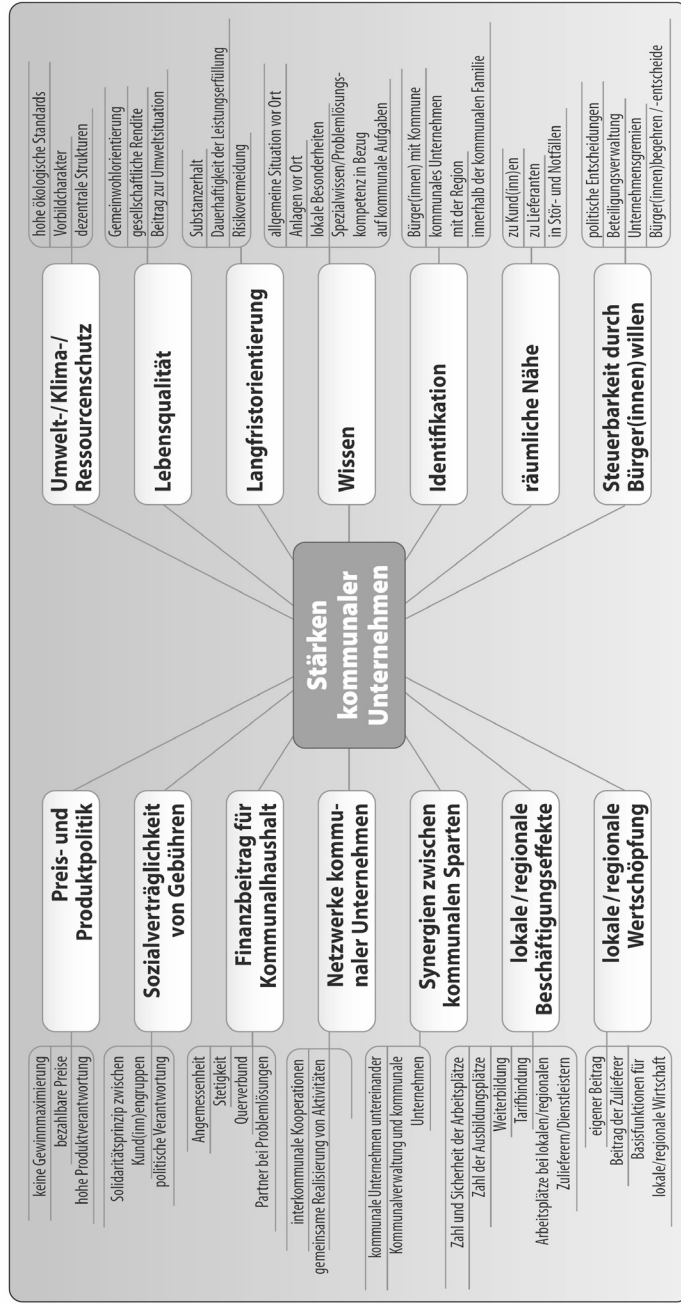 Stärken
kommunaler
Unternehmen
Preis- und
Produktpolitik
keine Gewinnmaximierung
bezahlbare Preise
hohe Produktverantwortung
Sozialverträglichkeit
von Gebühren
Solidaritätsprinzip zwischen
Kund(inn)engruppen
politische Verantwortung
Finanzbeitrag für
Kommunalhaushalt
Angemessenheit
Stetigkeit
Querverbund
Partner bei Problemlösungen
Netzwerke kommu-
naler Unternehmen
interkommunale Kooperationen
gemeinsame Realisierung von Aktivitäten
Synergien zwischen
kommunalen Sparten
kommunale Unternehmen untereinander
Kommunalverwaltung und kommunale
Unternehmen
lokale/regionale
Beschäftigungseffekte
Zahl und Sicherheit der Arbeitsplätze
Zahl der Ausbildungsplätze
Weiterbildung
Tarifbindung
Arbeitsplätze bei lokalen/regionalen
Zulieferern/Dienstleistern
lokale/regionale
Wertschöpfung
eigener Beitrag
Beitrag der Zulieferer
Basisfunktionen für
lokale/regionale Wirtschaft
Umwelt-/Klima-/
Ressourcenschutz
hohe ökologische Standards
Vorbildcharakter
dezentrale Strukturen
Lebensqualität
Gemeinwohlorientierung
gesellschaftliche Rendite
Beitrag zur Umweltsituation
Langfristorientierung
Substanzerhalt
Dauerhaftigkeit der Leistungserfüllung
Risikovermeidung
Wissen
allgemeine Situation vor Ort
Anlagen vor Ort
lokale Besonderheiten
Spezialwissen/Problemlösungs-
kompetenz in Bezug
auf kommunale Aufgaben
Identifikation
Bürger(innen) mit Kommune
kommunales Unternehmen
mit der Region
innerhalb der kommunalen Familie
räumliche Nähe
zu Kund(inn)en
zu Lieferanten
in Stör- und Notfällen
Steuerbarkeit durch
Bürger(innen)willen
politische Entscheidungen
Beteiligungsverwaltung
Unternehmensgremien
Bürger(innen)begehren/-entscheide